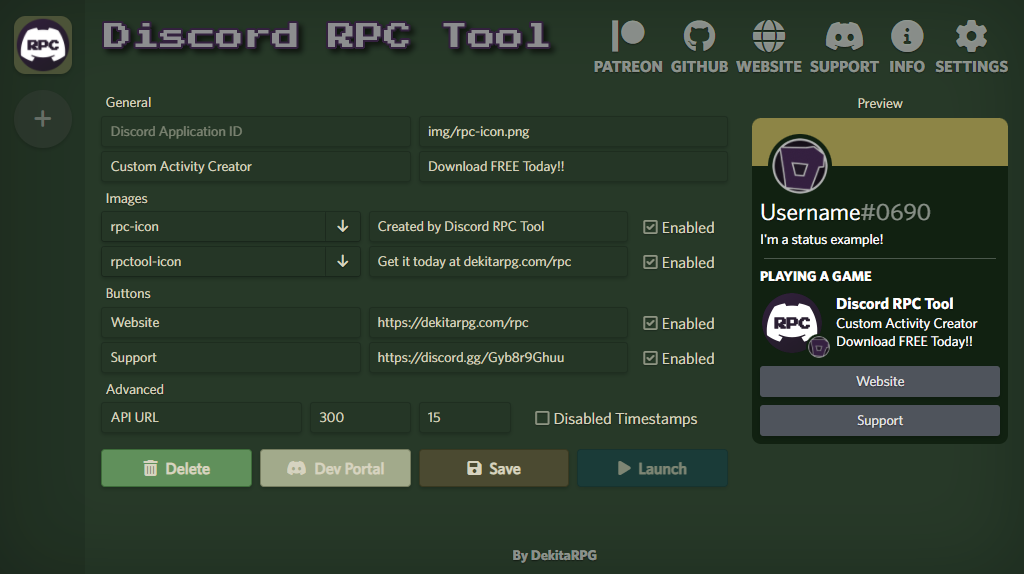 RPC
Discord RPC Tool
PATREON GITHUB WEBSITE SUPPORT INFO SETTINGS
General
Discord Application ID
img/rpc-icon.png
Custom Activity Creator
Download FREE Today!!
Images
rpc-icon
Created by Discord RPC Tool
Enabled
rpctool-icon
Get it today at dekitarpg.com/rpc
Enabled
Buttons
Website
https://dekitarpg.com/rpc
Enabled
Support
https://discord.gg/Gyb8r9Ghuu
Enabled
Advanced
API URL
300
15
Disabled Timestamps
Delete
Dev Portal
Save
Launch
Preview
Username#0690
I'm a status example!
PLAYING A GAME
RPC
Discord RPC Tool
Custom Activity Creator
Download FREE Today!!
Website
Support
By DekitaRPG